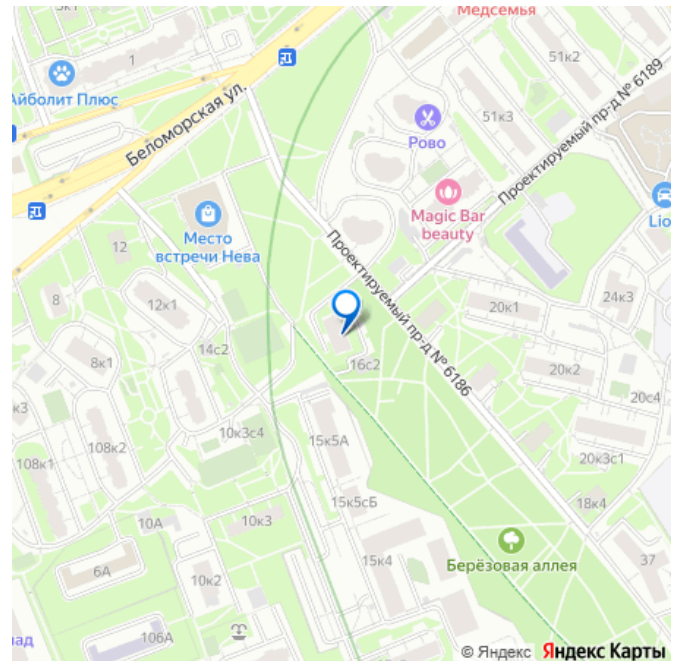 Медсемья
1
51к2
Айболит Плюс
Беломорская ул.
Проектируемый пр-д № 6189
51к3
Рово
Magic Bar
beauty
Lio
Место
встречи Нева
12
Проектируемый пр-д № 6186
8
12к1
20к1
24к3
14с2
8к1
16с2
20к2
к3
20с4
108к2
10к3с4
15к5А
108к1
20к3с1
15к5сБ
18к4
10А
10к3
15к4
37
6А
Берёзовая аллея
10к2
106А
лад
© Яндекс Яндекс Карты